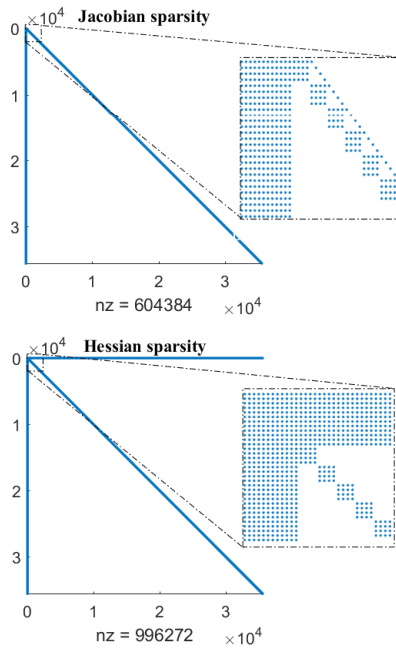 ×10⁴
Jacobian sparsity
0
1
2
3
0 1 2 3
nz = 604384 ×10⁴
Hessian sparsity
×10⁴
0
1
2
3
0 1 2 3
nz = 996272 ×10⁴